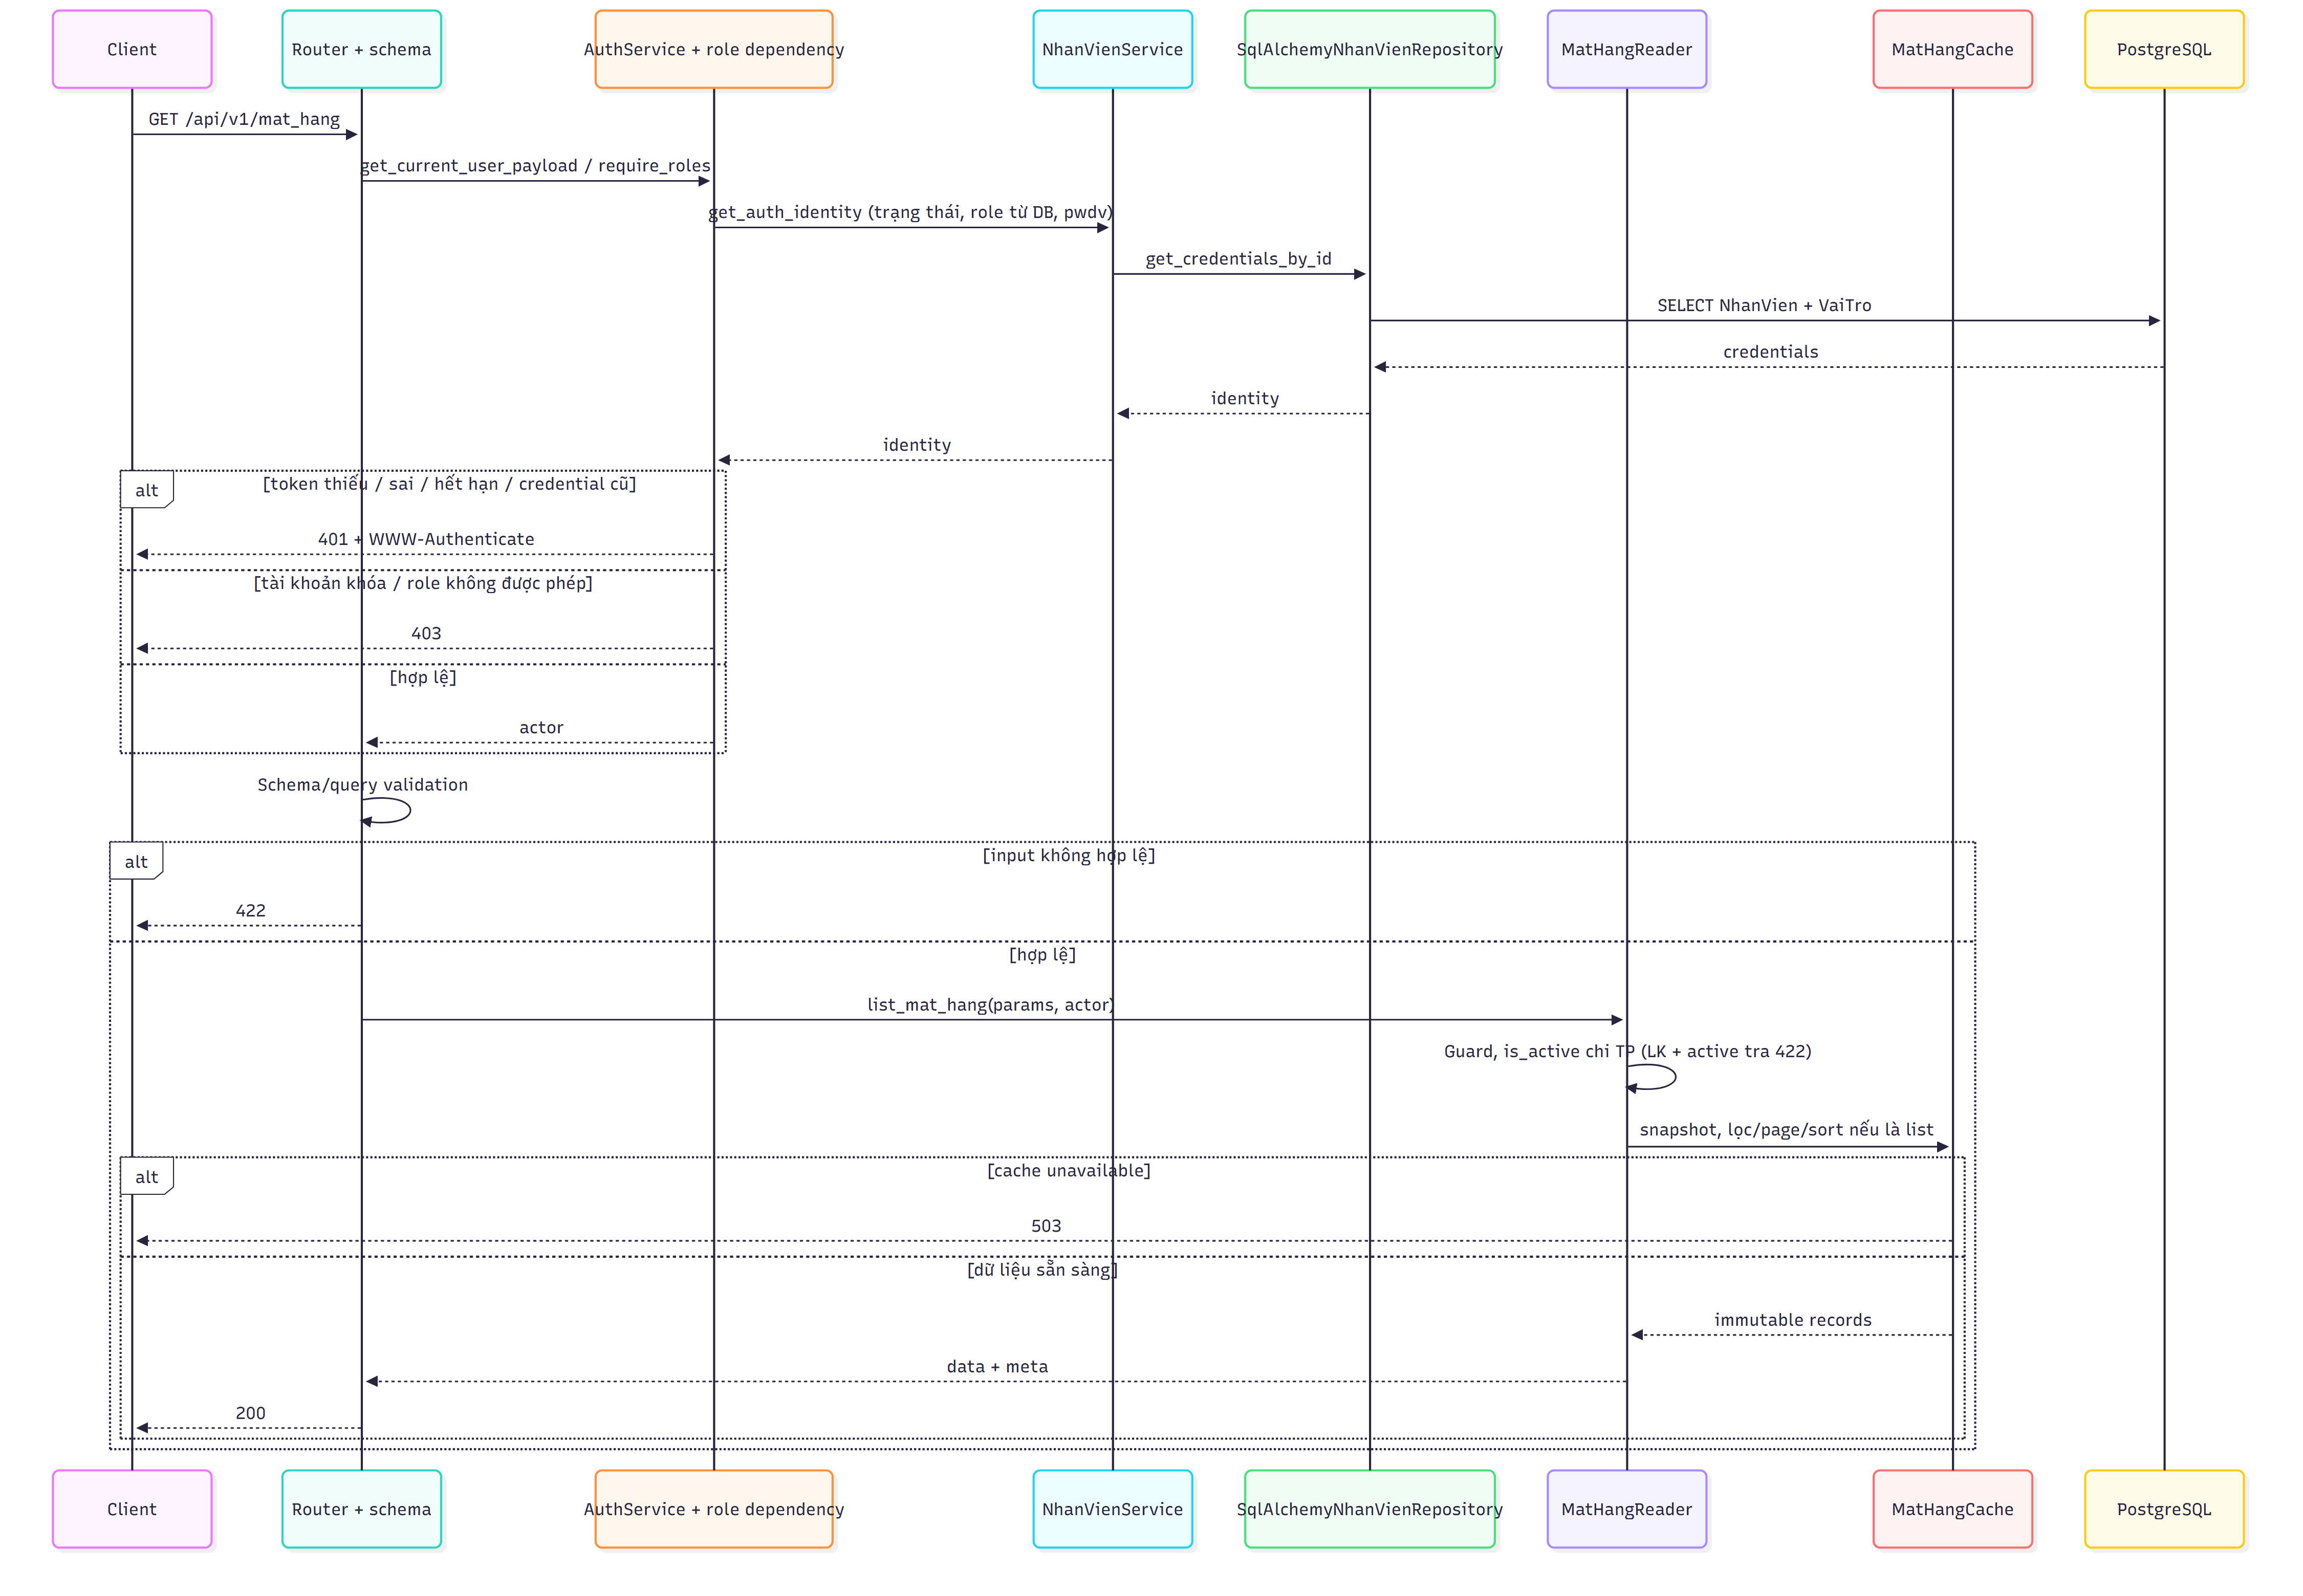 Client
Router + schema
AuthService + role dependency
NhanVienService
SqlAlchemyNhanVienRepository
MatHangReader
MatHangCache
PostgreSQL
GET /api/v1/mat_hang
get_current_user_payload / require_roles
get_auth_identity (trạng thái, role từ DB, pwdv)
get_credentials_by_id
SELECT NhanVien + VaiTro
credentials
identity
identity
alt
[token thiếu / sai / hết hạn / credential cũ]
401 + WWW-Authenticate
[tài khoản khóa / role không được phép]
403
[hợp lệ]
actor
Schema/query validation
alt
[input không hợp lệ]
422
[hợp lệ]
list_mat_hang(params, actor)
Guard, is_active chi TP (LK + active tra 422)
snapshot, lọc/page/sort nếu là list
alt
[cache unavailable]
503
[dữ liệu sẵn sàng]
immutable records
data + meta
200
Client
Router + schema
AuthService + role dependency
NhanVienService
SqlAlchemyNhanVienRepository
MatHangReader
MatHangCache
PostgreSQL